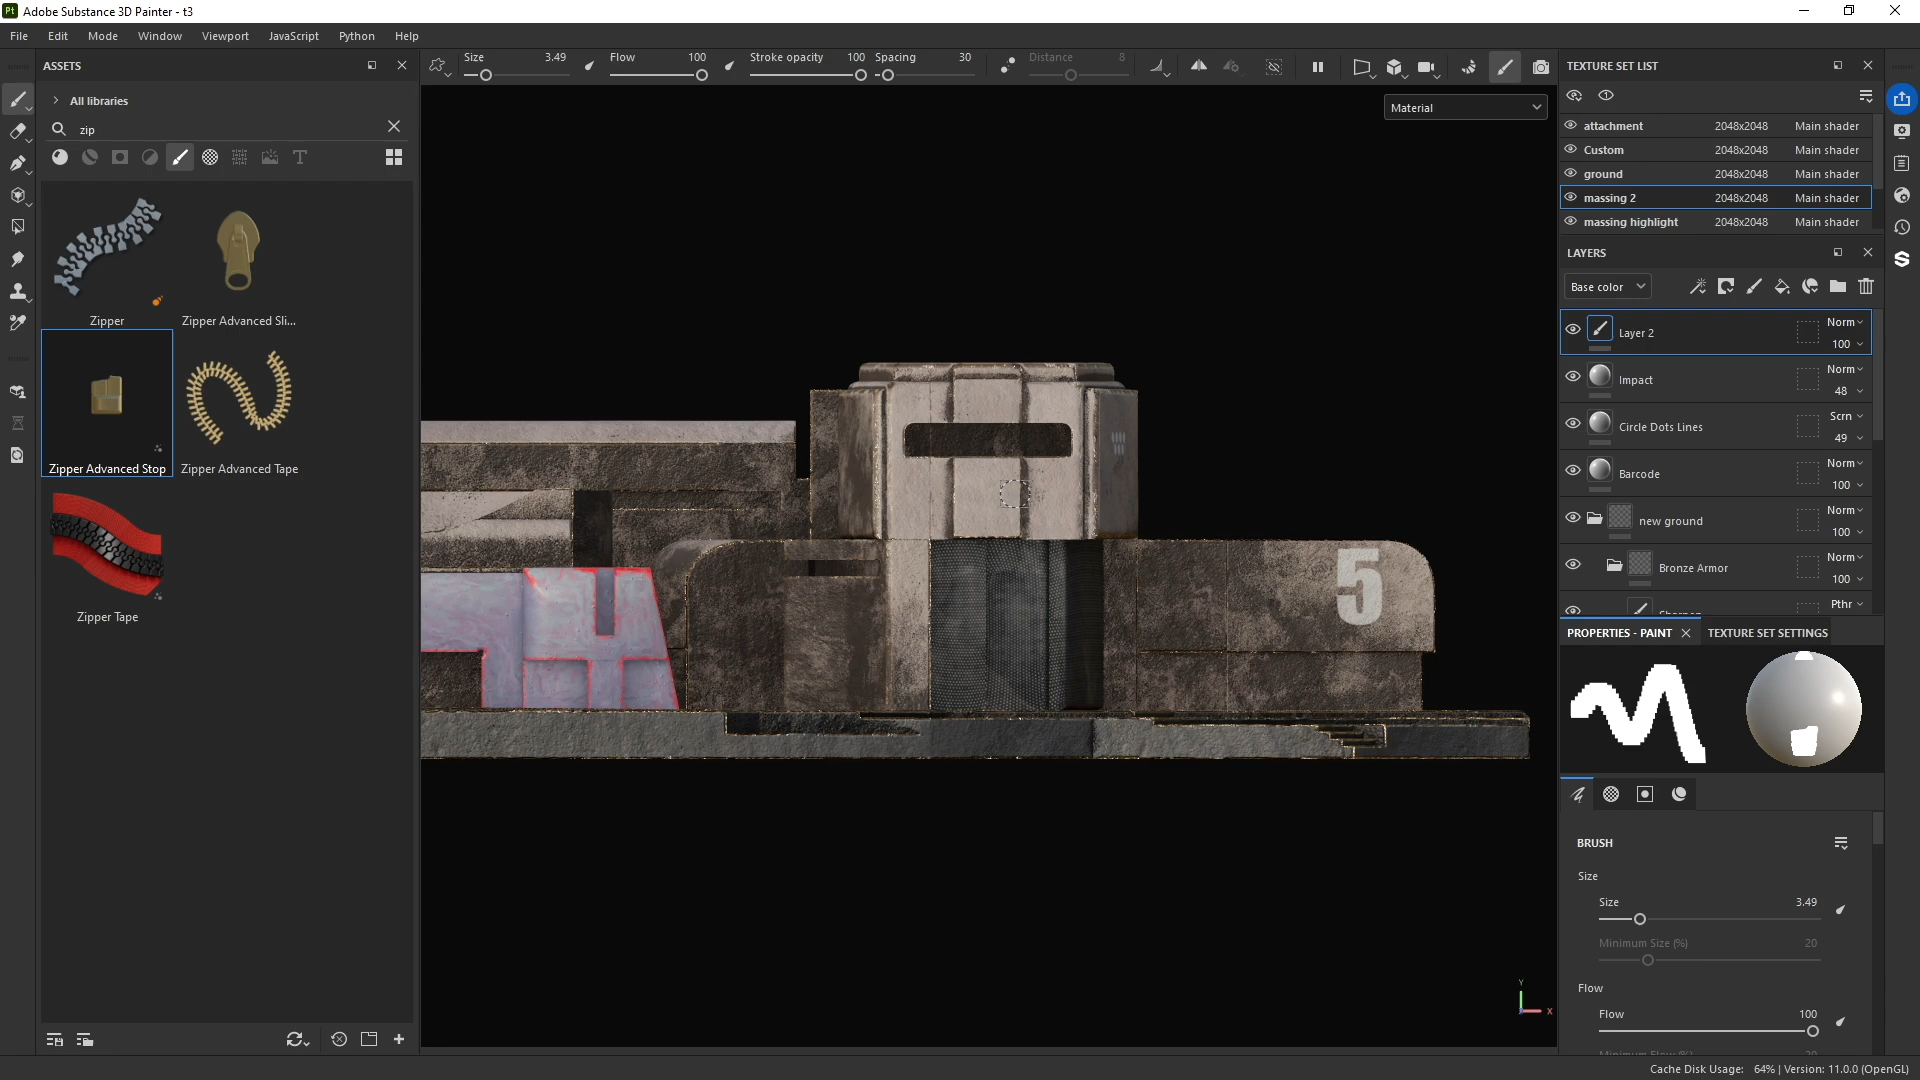 Pt Adobe Substance 3D Painter - t3
File Edit Mode Window Viewport JavaScript Python Help
ASSETS
All libraries
zip
Zipper
Zipper Advanced Sli...
Zipper Advanced Stop
Zipper Advanced Tape
Zipper Tape
Size 3.49 Flow 100 Stroke opacity 100 Spacing 30 Distance 8
Material
5
Y
X
TEXTURE SET LIST
attachment 2048x2048 Main shader
Custom 2048x2048 Main shader
ground 2048x2048 Main shader
massing 2 2048x2048 Main shader
massing highlight 2048x2048 Main shader
LAYERS
Base color
Layer 2 Norm 100
Impact Norm 48
Circle Dots Lines Scrn 49
Barcode Norm 100
new ground Norm 100
Bronze Armor Norm 100
Sharpen Pthr
PROPERTIES - PAINT TEXTURE SET SETTINGS
BRUSH
Size
Size 3.49
Minimum Size (%) 20
Flow
Flow 100
Minimum Flow (%) 20
Cache Disk Usage: 64% | Version: 11.0.0 (OpenGL)